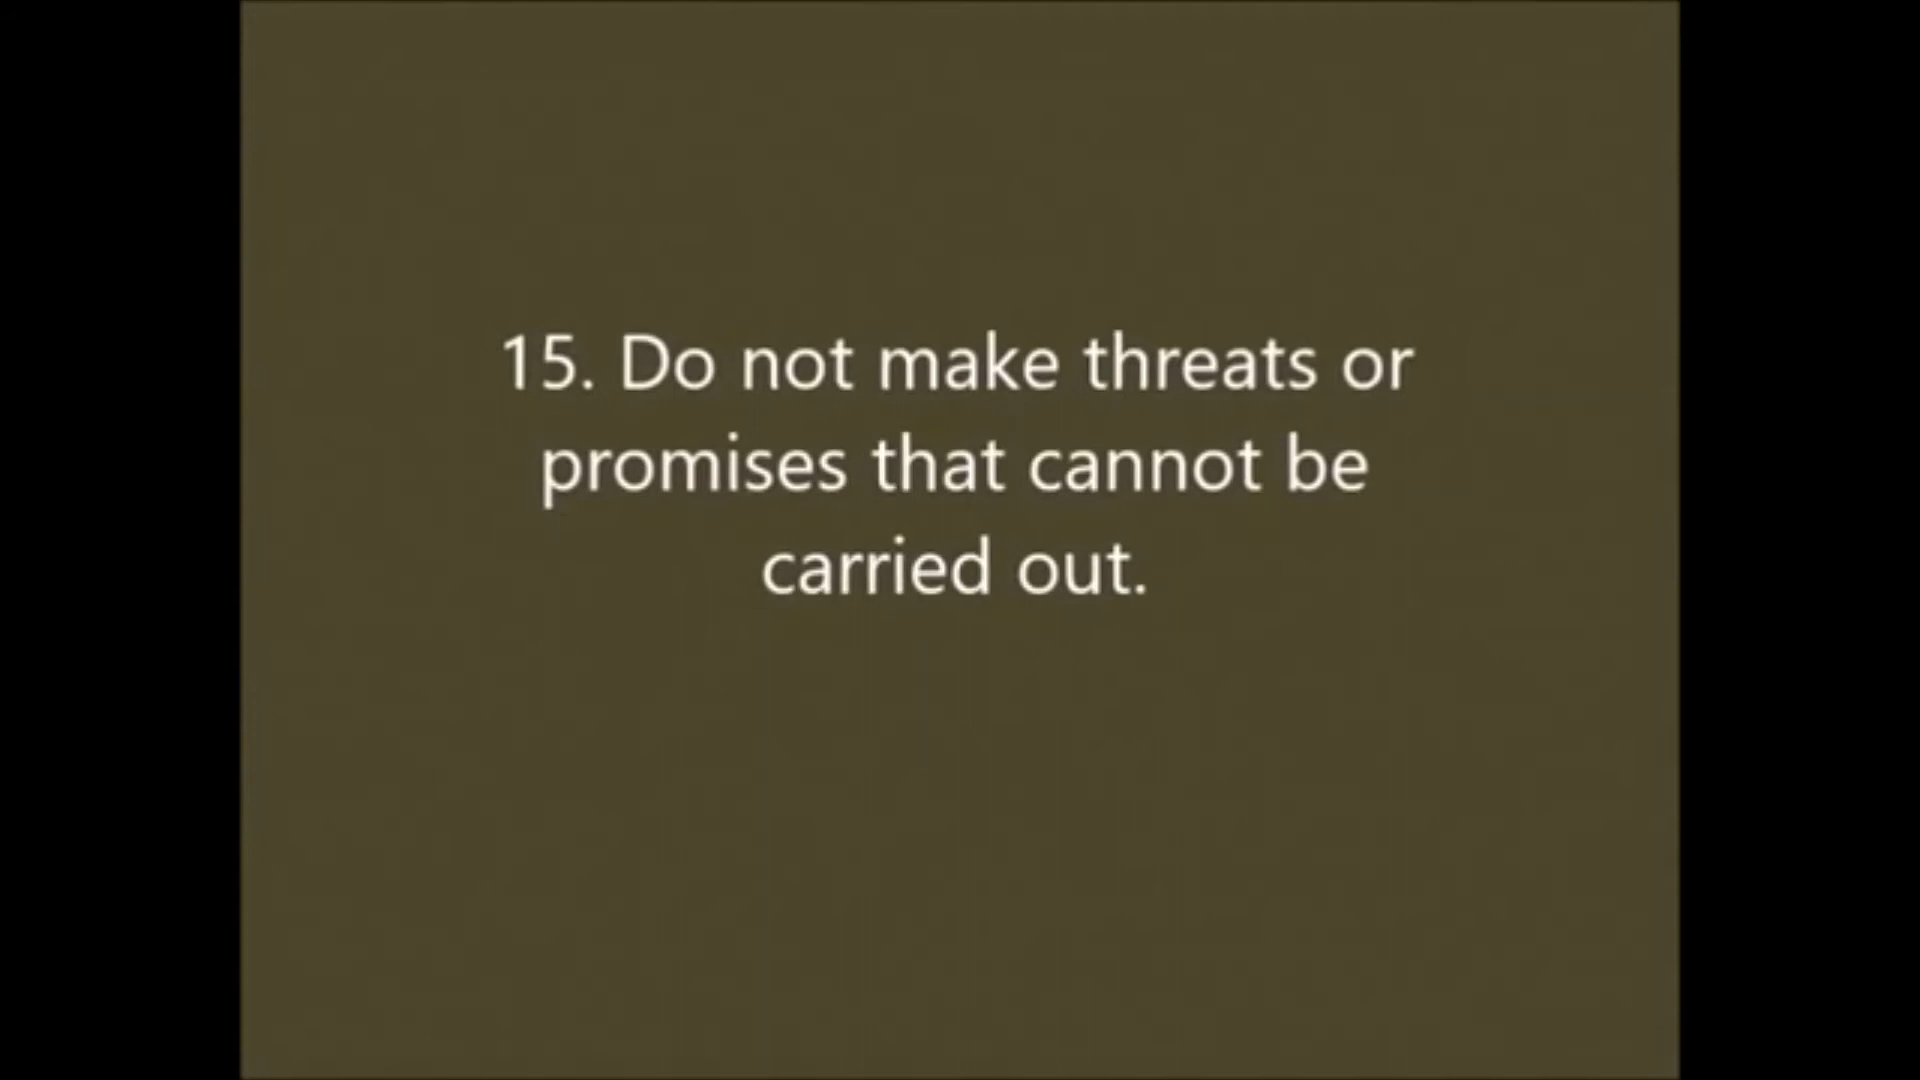 15. Do not make threats or
promises that cannot be
carried out.